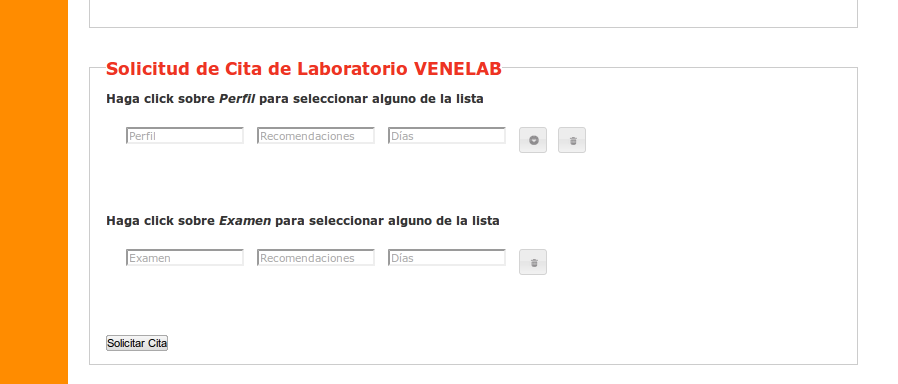 Solicitud de Cita de Laboratorio VENELAB
Haga click sobre Perfil para seleccionar alguno de la lista
Perfil Recomendaciones Días
Haga click sobre Examen para seleccionar alguno de la lista
Examen Recomendaciones Días
Solicitar Cita